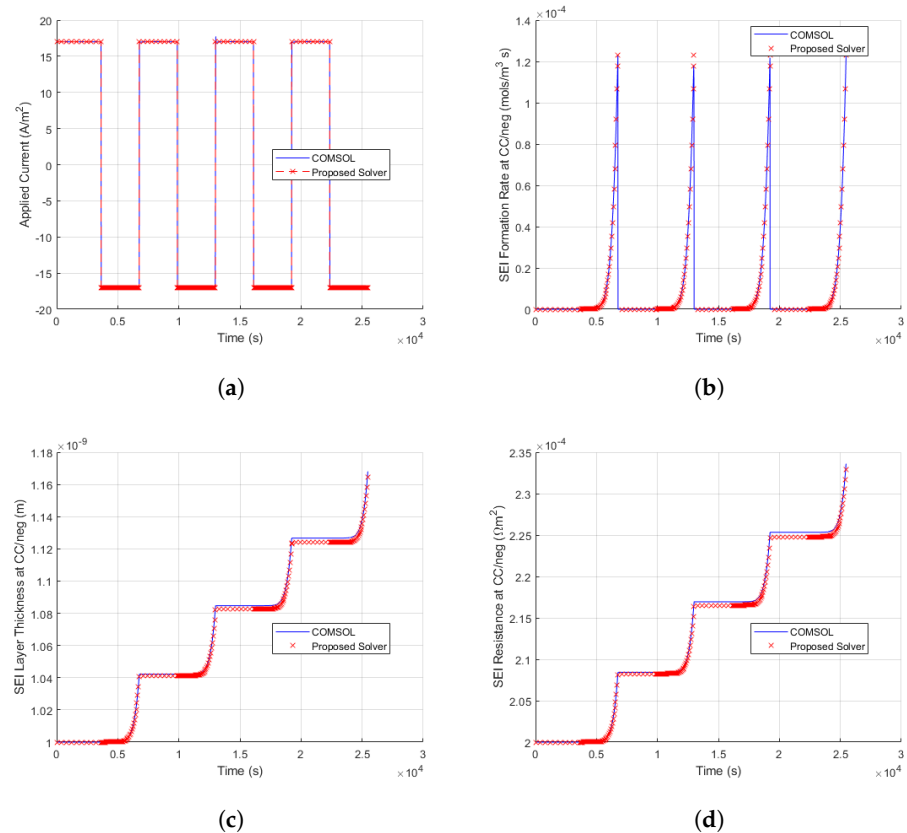 20
15
10
5
0
-5
-10
-15
-20
Applied Current (A/m²)
COMSOL
Proposed Solver
0 0.5 1 1.5 2 2.5 3
×10⁴
Time (s)
(a)
×10⁻⁴
1.4
1.2
1
0.8
0.6
0.4
0.2
0
SEI Formation Rate at CC/neg (mols/m³ s)
COMSOL
Proposed Solver
0 0.5 1 1.5 2 2.5 3
×10⁴
Time (s)
(b)
×10⁻⁹
1.18
1.16
1.14
1.12
1.1
1.08
1.06
1.04
1.02
1
SEI Layer Thickness at CC/neg (m)
COMSOL
Proposed Solver
0 0.5 1 1.5 2 2.5 3
×10⁴
Time (s)
(c)
×10⁻⁴
2.35
2.3
2.25
2.2
2.15
2.1
2.05
2
SEI Resistance at CC/neg (Ωm²)
COMSOL
Proposed Solver
0 0.5 1 1.5 2 2.5 3
×10⁴
Time (s)
(d)